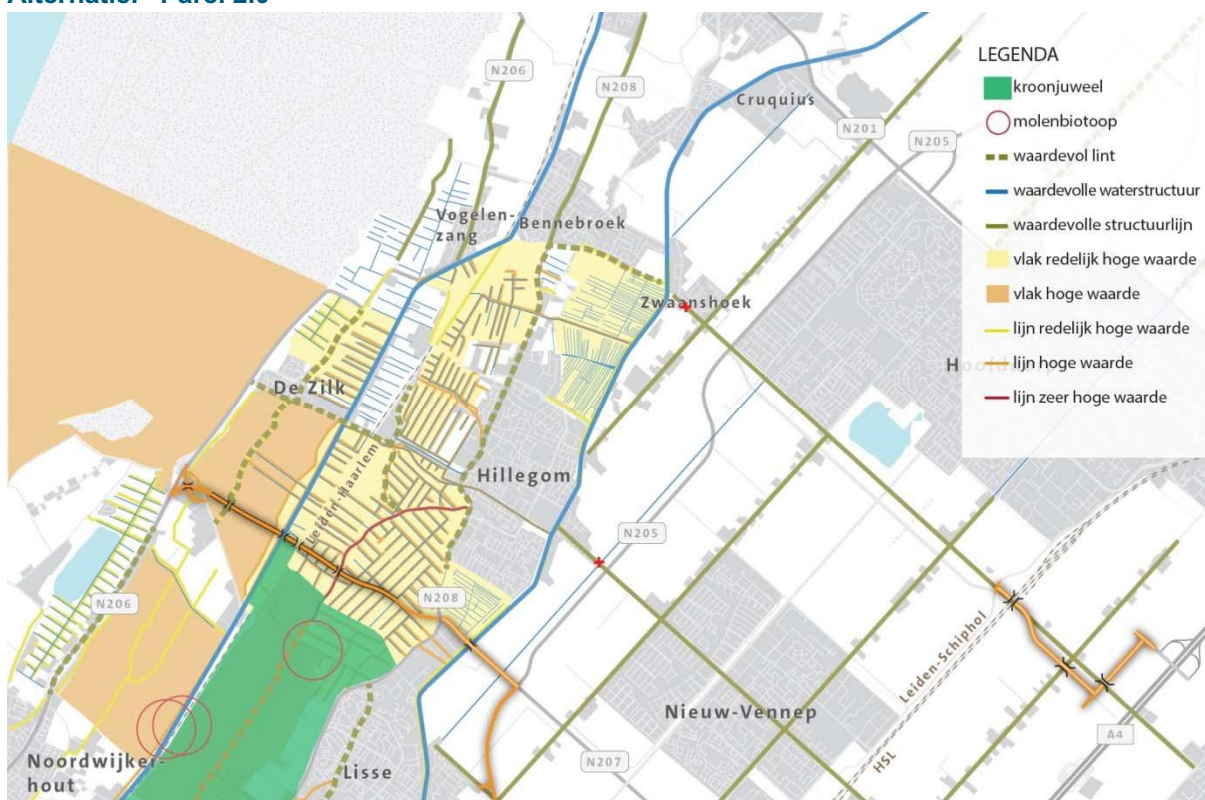 N206
N208
Cruquius
N201
N205
Vogelen-
zang
Bennebroek
Zwaanshoek
De Zilk
Leiden-Haarlem
Hillegom
N205
N206
N208
Leiden-Schiphol
Nieuw-Vennep
A4
HSL
Noordwijker-
hout
Lisse
N207
LEGENDA
kroonjuweel
molenbiotoop
waardevol lint
waardevolle waterstructuur
waardevolle structuurlijn
vlak redelijk hoge waarde
vlak hoge waarde
lijn redelijk hoge waarde
lijn hoge waarde
lijn zeer hoge waarde